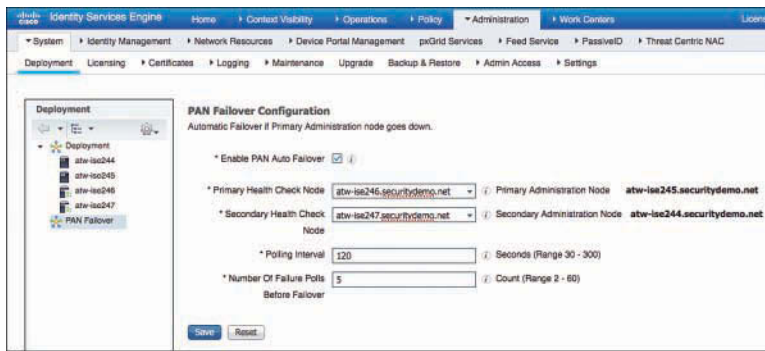 cisco Identity Services Engine Home Context Visibility Operations Policy Administration Work Centers Licens
System Identity Management Network Resources Device Portal Management pxGrid Services Feed Service PassiveID Threat Centric NAC
Deployment Licensing Certificates Logging Maintenance Upgrade Backup & Restore Admin Access Settings
Deployment
Deployment
atw-ise244
atw-ise245
atw-ise246
atw-ise247
PAN Failover
PAN Failover Configuration
Automatic Failover if Primary Administration node goes down.
* Enable PAN Auto Failover
* Primary Health Check Node atw-ise246.securitydemo.net Primary Administration Node atw-ise245.securitydemo.net
* Secondary Health Check atw-ise247.securitydemo.net Secondary Administration Node atw-ise244.securitydemo.net
Node
* Polling Interval 120 Seconds (Range 30 - 300)
* Number Of Failure Polls 5 Count (Range 2 - 60)
Before Failover
Save Reset